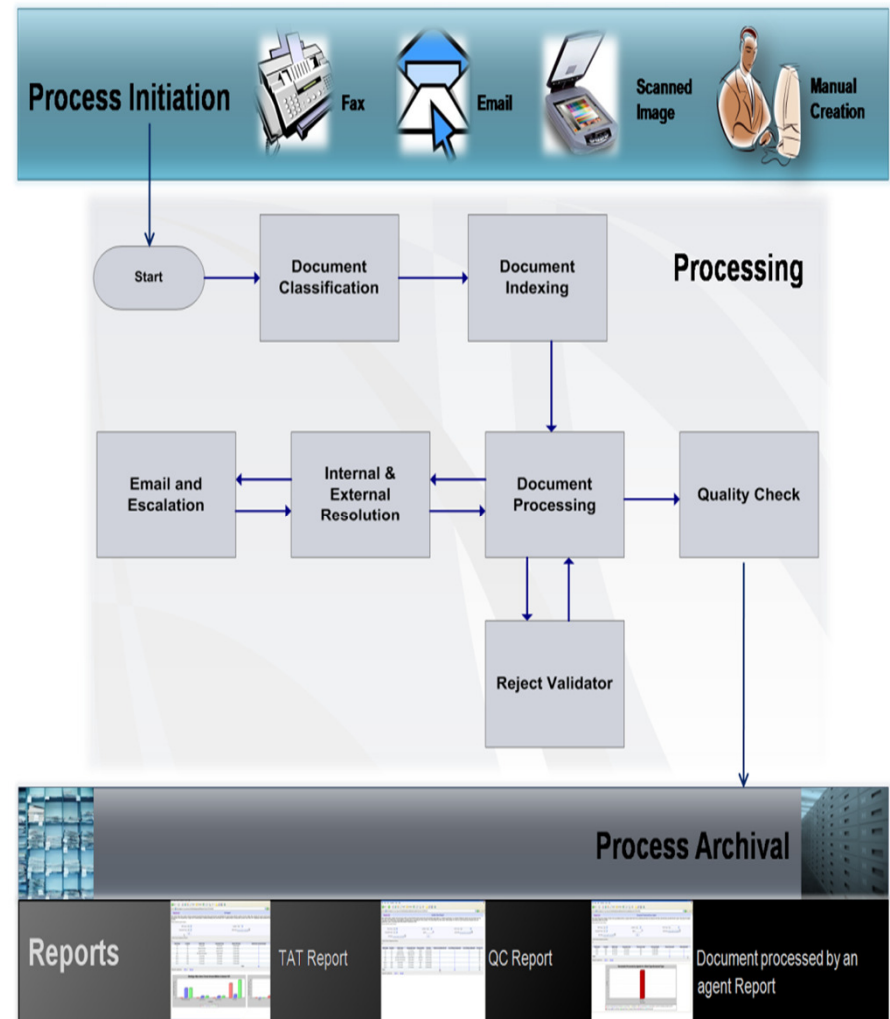 Process Initiation
Fax
Email
Scanned
Image
Manual
Creation
Processing
Start
Document
Classification
Document
Indexing
Email and
Escalation
Internal &
External
Resolution
Document
Processing
Quality Check
Reject Validator
Process Archival
Reports
TAT Report
QC Report
Document processed by an
agent Report